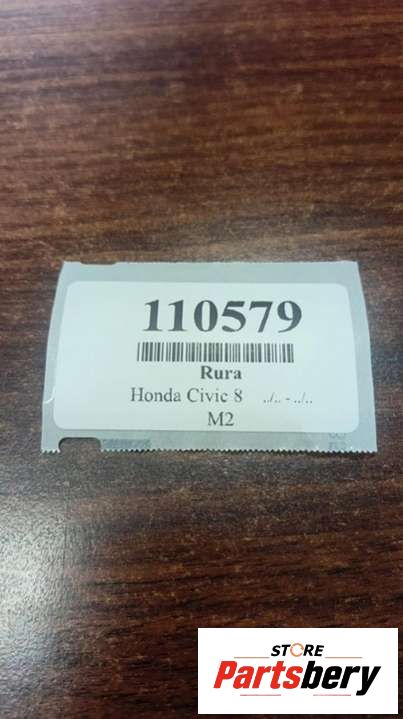 110579
Rura
Honda Civic 8 ../.. - ../..
M2
STORE
Partsbery